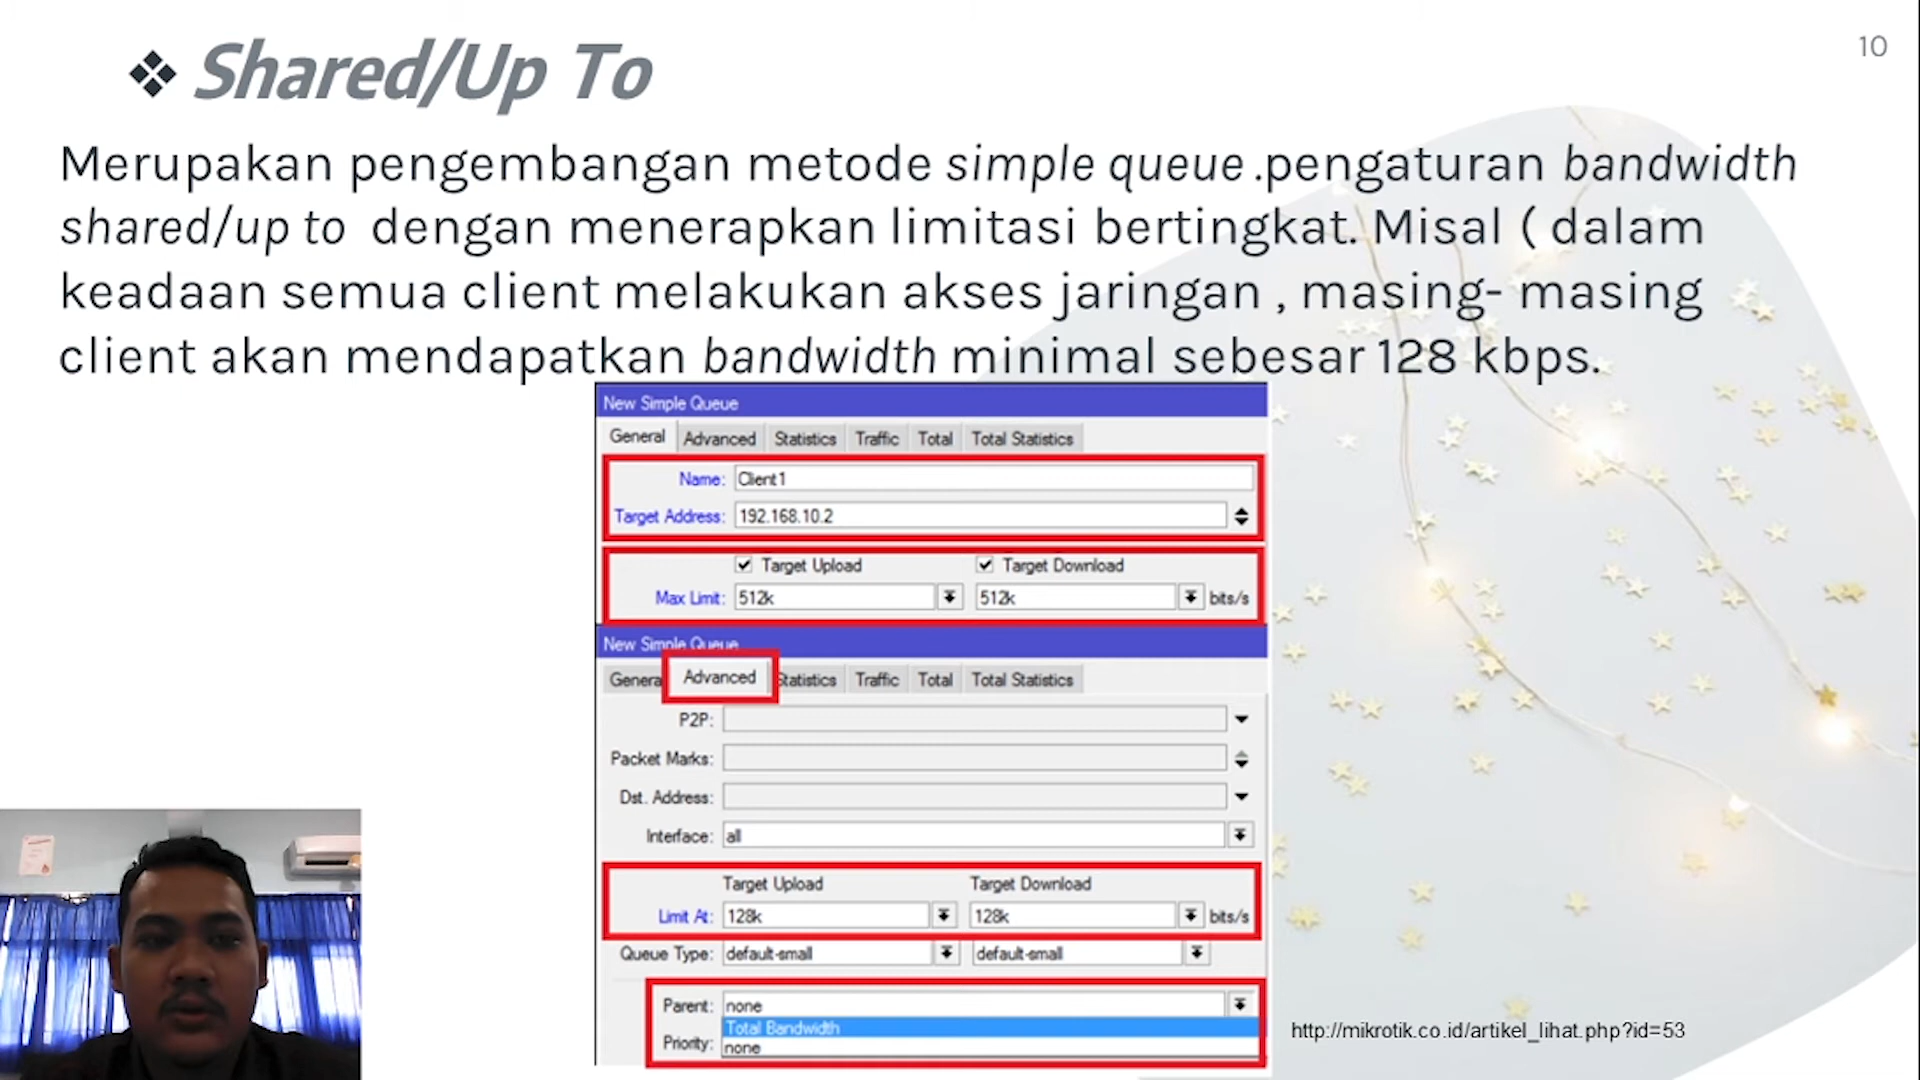 10
❖ Shared/Up To
Merupakan pengembangan metode simple queue .pengaturan bandwidth
shared/up to dengan menerapkan limitasi bertingkat. Misal ( dalam
keadaan semua client melakukan akses jaringan , masing- masing
client akan mendapatkan bandwidth minimal sebesar 128 kbps.
New Simple Queue
General Advanced Statistics Traffic Total Total Statistics
Name: Client1
Target Address: 192.168.10.2
Target Upload Target Download
Max Limit: 512k 512k bits/s
New Simple Queue
General Advanced Statistics Traffic Total Total Statistics
P2P:
Packet Marks:
Dst. Address:
Interface: all
Target Upload Target Download
Limit At: 128k 128k bits/s
Queue Type: default-small default-small
Parent: none
Total Bandwidth
Priority: none
http://mikrotik.co.id/artikel_lihat.php?id=53